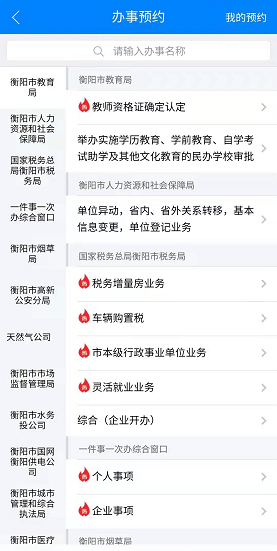 办事预约
我的预约
请输入办事名称
衡阳市教育
局
衡阳市人力
资源和社会
保障局
国家税务总
局衡阳市税
务局
一件事一次
办综合窗口
衡阳市烟草
局
衡阳市高新
公安分局
天然气公司
衡阳市市场
监督管理局
衡阳市水务
投公司
衡阳市国网
衡阳供电公
司
衡阳市城市
管理和综合
执法局
衡阳市医疗
衡阳市教育局
教师资格证确定认定
举办实施学历教育、学前教育、自学考
试助学及其他文化教育的民办学校审批
衡阳市人力资源和社会保障局
单位异动，省内、省外关系转移，基本
信息变更，单位登记业务
国家税务总局衡阳市税务局
税务增量房业务
车辆购置税
市本级行政事业单位业务
灵活就业业务
综合（企业开办）
一件事一次办综合窗口
个人事项
企业事项
衡阳市烟草局